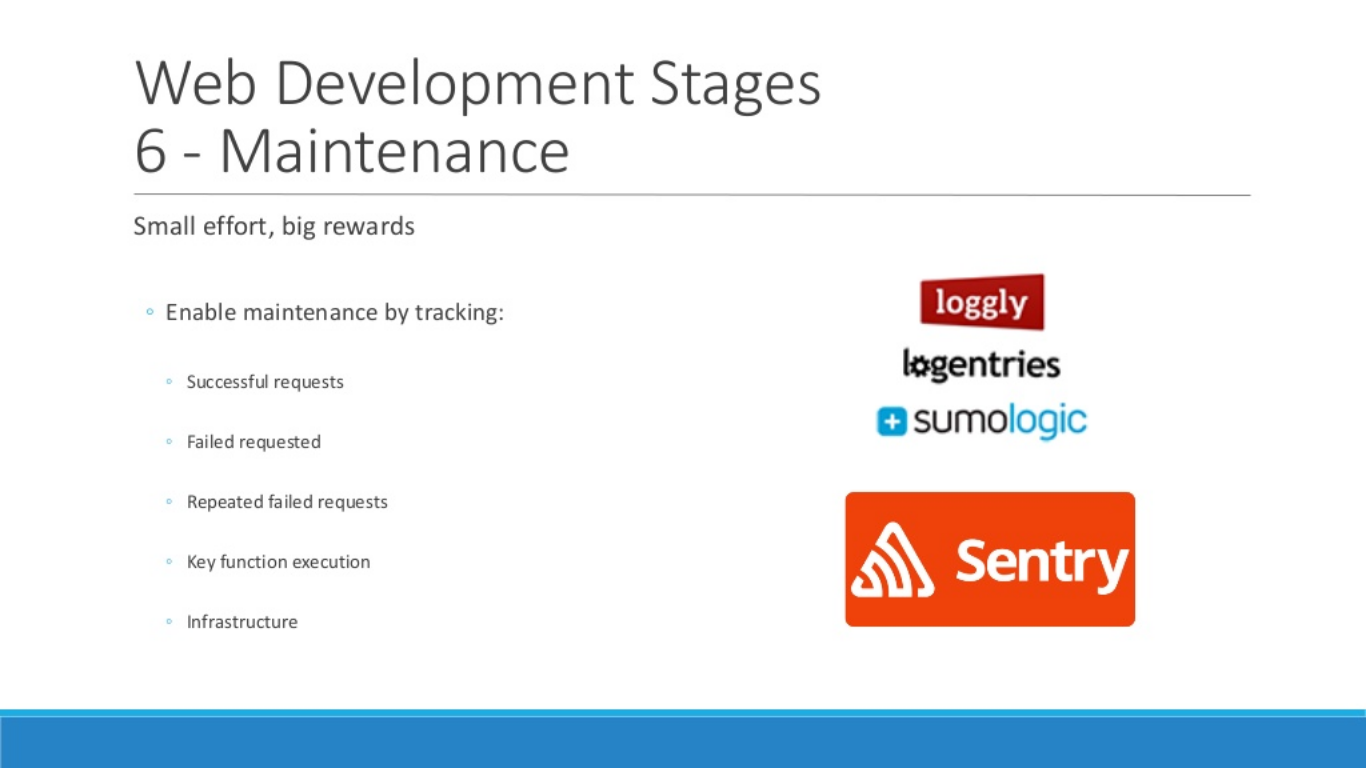 Web Development Stages
6 - Maintenance
Small effort, big rewards
Enable maintenance by tracking:
Successful requests
Failed requested
Repeated failed requests
Key function execution
Infrastructure
loggly
logentries
sumologic
Sentry